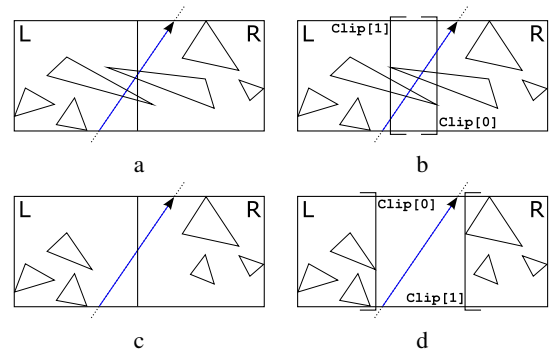 L R
L Clip[1] R
Clip[0]
a b
L R
L Clip[0] R
Clip[1]
c d